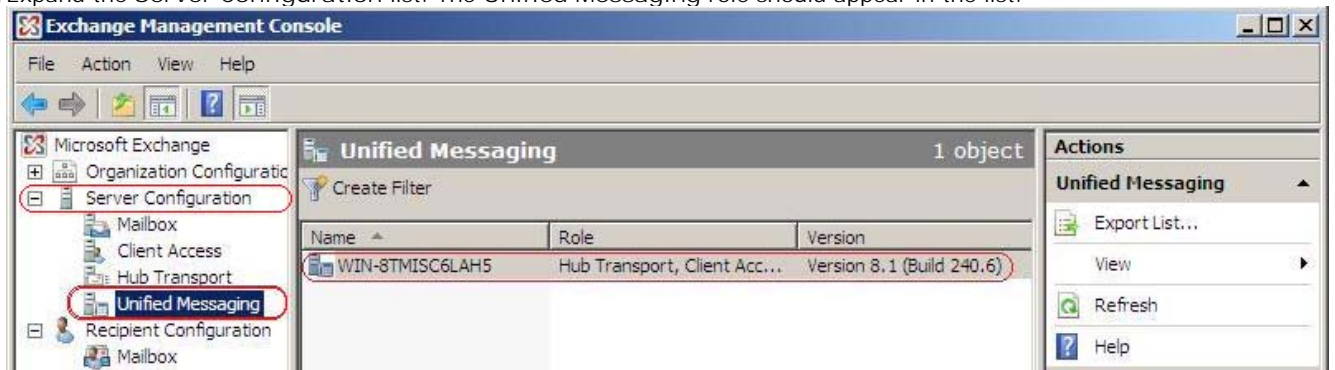 Expand the Server Configuration list. The Unified Messaging role should appear in the list.
Exchange Management Console
File Action View Help
Microsoft Exchange
Organization Configuratic
Server Configuration
Mailbox
Client Access
Hub Transport
Unified Messaging
Recipient Configuration
Mailbox
Unified Messaging 1 object
Create Filter
Name Role Version
WIN-8TMISC6LAH5 Hub Transport, Client Acc... Version 8.1 (Build 240.6)
Actions
Unified Messaging
Export List...
View
Refresh
Help